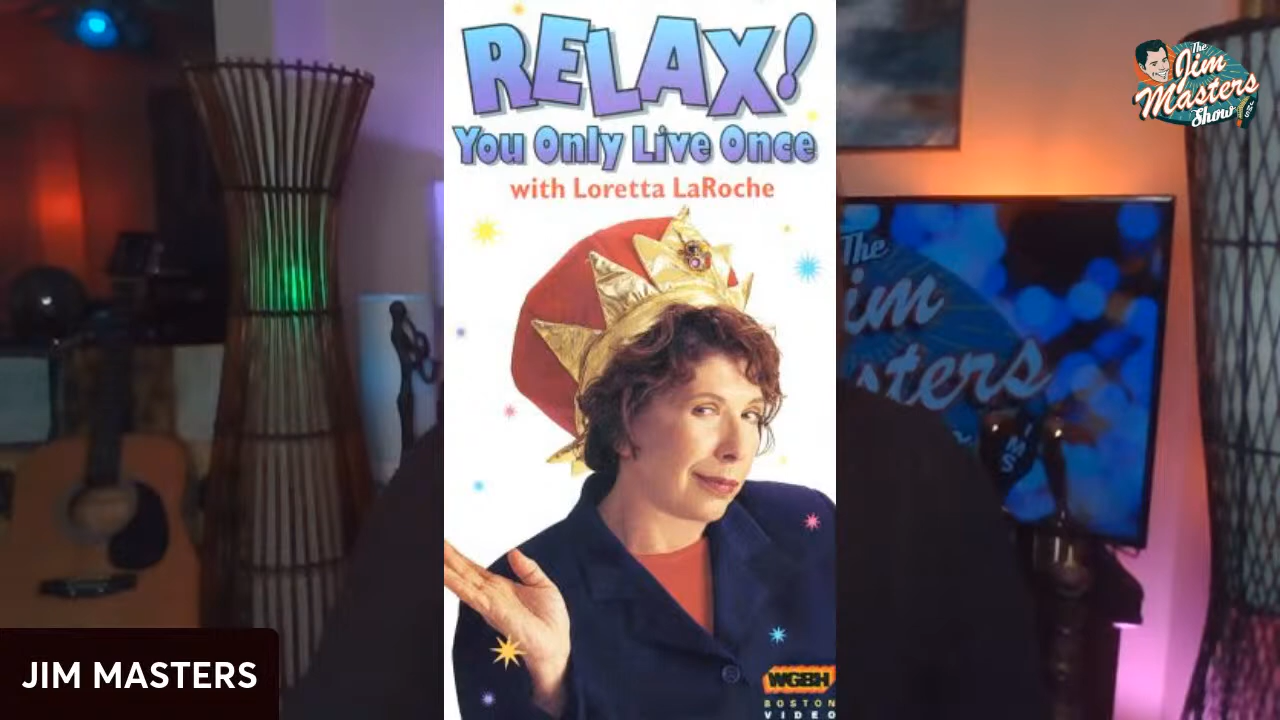 RELAX!
You Only Live Once
with Loretta LaRoche
WGBH
BOSTON
VIDEO
The
Jim
Masters
Show
The
im
sters
IMS
JIM MASTERS